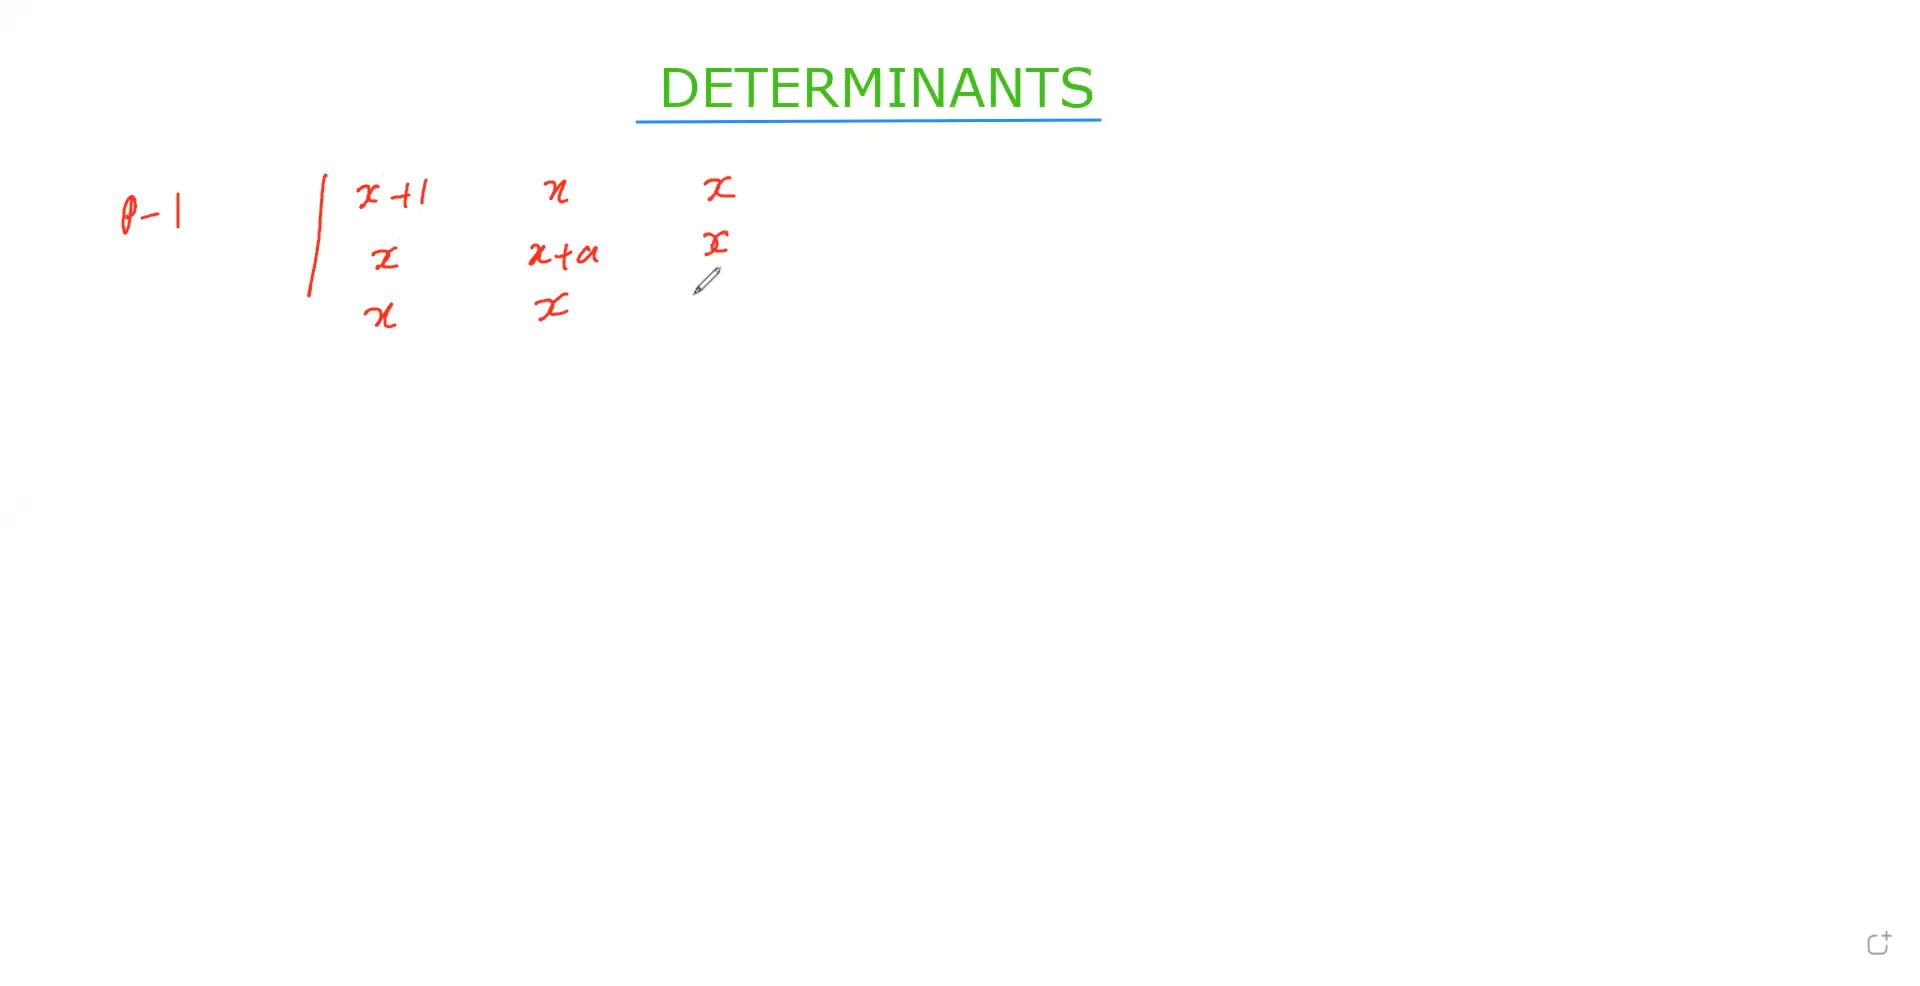 DETERMINANTS
P-1 | x+1 x x
x x+a x
x x